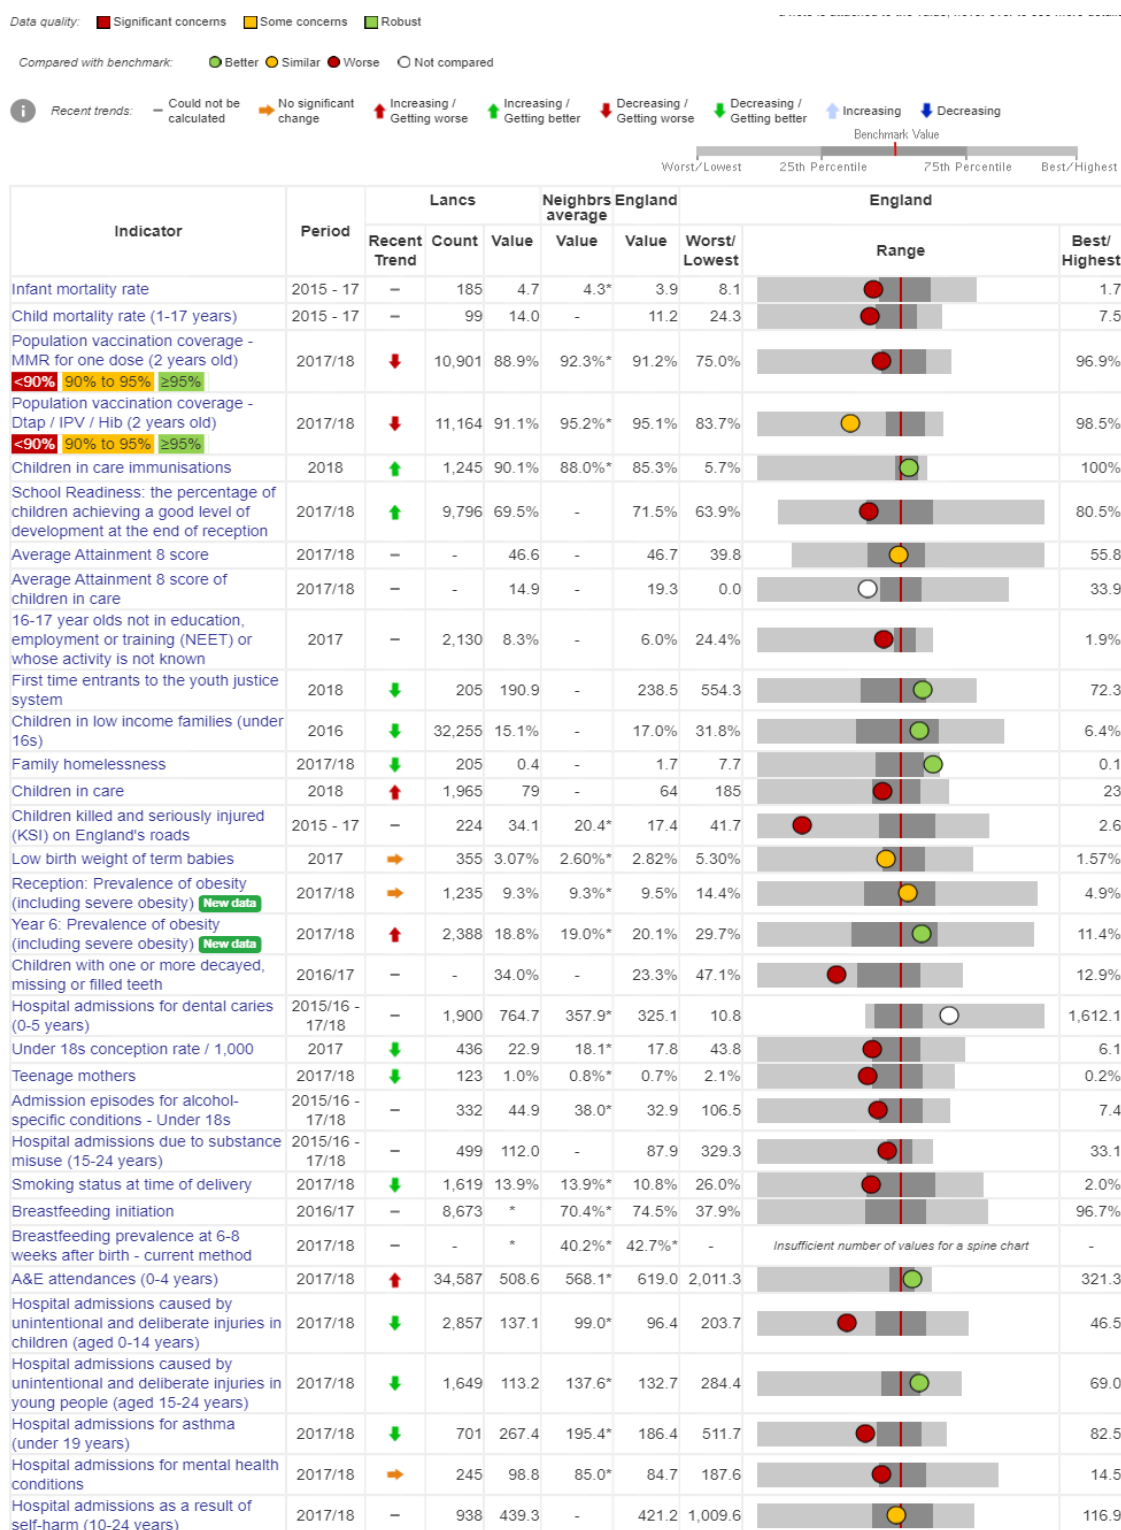 Data quality: Significant concerns Some concerns Robust
Compared with benchmark: Better Similar Worse Not compared
Recent trends: Could not be calculated No significant change Increasing / Getting worse Increasing / Getting better Decreasing / Getting worse Decreasing / Getting better Increasing Decreasing
Benchmark Value
Worst/Lowest 25th Percentile 75th Percentile Best/Highest
Lancs Neighbrs average England England
Indicator Period Recent Trend Count Value Value Value Worst/ Lowest Range Best/ Highest
Infant mortality rate 2015 - 17 – 185 4.7 4.3* 3.9 8.1 1.7
Child mortality rate (1-17 years) 2015 - 17 – 99 14.0 - 11.2 24.3 7.5
Population vaccination coverage -
MMR for one dose (2 years old) 2017/18 10,901 88.9% 92.3%* 91.2% 75.0% 96.9%
<90% 90% to 95% ≥95%
Population vaccination coverage -
Dtap / IPV / Hib (2 years old) 2017/18 11,164 91.1% 95.2%* 95.1% 83.7% 98.5%
<90% 90% to 95% ≥95%
Children in care immunisations 2018 1,245 90.1% 88.0%* 85.3% 5.7% 100%
School Readiness: the percentage of
children achieving a good level of 2017/18 9,796 69.5% - 71.5% 63.9% 80.5%
development at the end of reception
Average Attainment 8 score 2017/18 – - 46.6 - 46.7 39.8 55.8
Average Attainment 8 score of
children in care 2017/18 – - 14.9 - 19.3 0.0 33.9
16-17 year olds not in education,
employment or training (NEET) or 2017 – 2,130 8.3% - 6.0% 24.4% 1.9%
whose activity is not known
First time entrants to the youth justice
system 2018 205 190.9 - 238.5 554.3 72.3
Children in low income families (under
16s) 2016 32,255 15.1% - 17.0% 31.8% 6.4%
Family homelessness 2017/18 205 0.4 - 1.7 7.7 0.1
Children in care 2018 1,965 79 - 64 185 23
Children killed and seriously injured
(KSI) on England's roads 2015 - 17 – 224 34.1 20.4* 17.4 41.7 2.6
Low birth weight of term babies 2017 355 3.07% 2.60%* 2.82% 5.30% 1.57%
Reception: Prevalence of obesity
(including severe obesity) New data 2017/18 1,235 9.3% 9.3%* 9.5% 14.4% 4.9%
Year 6: Prevalence of obesity
(including severe obesity) New data 2017/18 2,388 18.8% 19.0%* 20.1% 29.7% 11.4%
Children with one or more decayed,
missing or filled teeth 2016/17 – - 34.0% - 23.3% 47.1% 12.9%
Hospital admissions for dental caries
(0-5 years) 2015/16 - 17/18 – 1,900 764.7 357.9* 325.1 10.8 1,612.1
Under 18s conception rate / 1,000 2017 436 22.9 18.1* 17.8 43.8 6.1
Teenage mothers 2017/18 123 1.0% 0.8%* 0.7% 2.1% 0.2%
Admission episodes for alcohol-
specific conditions - Under 18s 2015/16 - 17/18 – 332 44.9 38.0* 32.9 106.5 7.4
Hospital admissions due to substance
misuse (15-24 years) 2015/16 - 17/18 – 499 112.0 - 87.9 329.3 33.1
Smoking status at time of delivery 2017/18 1,619 13.9% 13.9%* 10.8% 26.0% 2.0%
Breastfeeding initiation 2016/17 – 8,673 * 70.4%* 74.5% 37.9% 96.7%
Breastfeeding prevalence at 6-8
weeks after birth - current method 2017/18 – - * 40.2%* 42.7%* - Insufficient number of values for a spine chart -
A&E attendances (0-4 years) 2017/18 34,587 508.6 568.1* 619.0 2,011.3 321.3
Hospital admissions caused by
unintentional and deliberate injuries in 2017/18 2,857 137.1 99.0* 96.4 203.7 46.5
children (aged 0-14 years)
Hospital admissions caused by
unintentional and deliberate injuries in 2017/18 1,649 113.2 137.6* 132.7 284.4 69.0
young people (aged 15-24 years)
Hospital admissions for asthma
(under 19 years) 2017/18 701 267.4 195.4* 186.4 511.7 82.5
Hospital admissions for mental health
conditions 2017/18 245 98.8 85.0* 84.7 187.6 14.5
Hospital admissions as a result of
self-harm (10-24 years) 2017/18 – 938 439.3 - 421.2 1,009.6 116.9